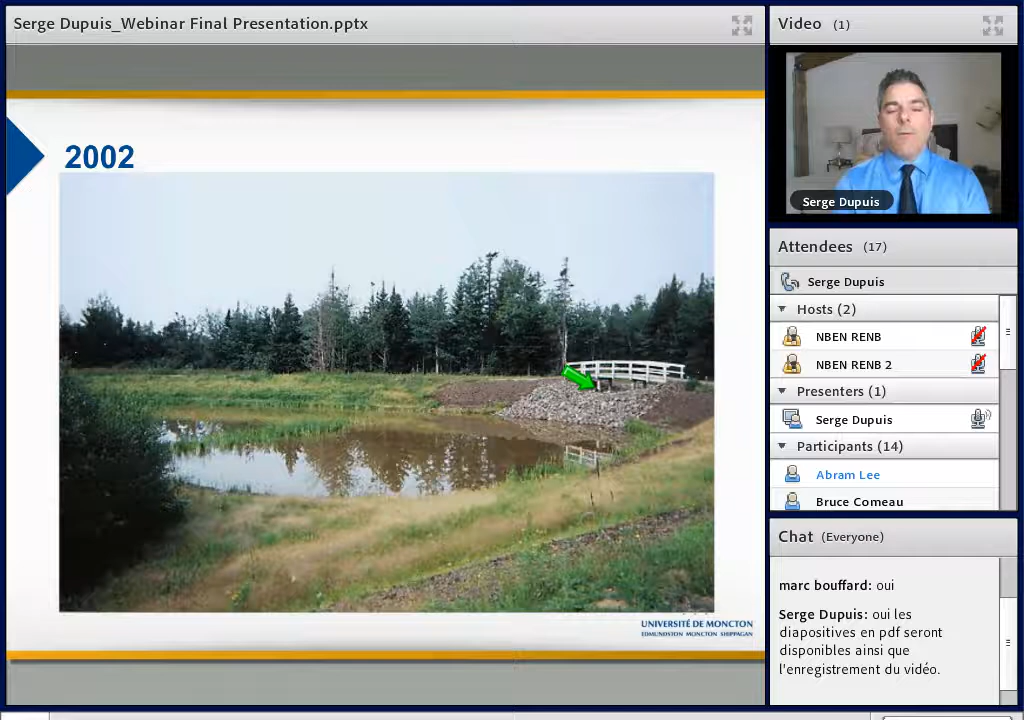 Serge Dupuis_Webinar Final Presentation.pptx
2002
UNIVERSITÉ DE MONCTON
EDMUNDSTON MONCTON SHIPPAGAN
Video (1)
Serge Dupuis
Attendees (17)
Serge Dupuis
Hosts (2)
NBEN RENB
NBEN RENB 2
Presenters (1)
Serge Dupuis
Participants (14)
Abram Lee
Bruce Comeau
Chat (Everyone)
marc bouffard: oui
Serge Dupuis: oui les
diapositives en pdf seront
disponibles ainsi que
l'enregistrement du vidéo.